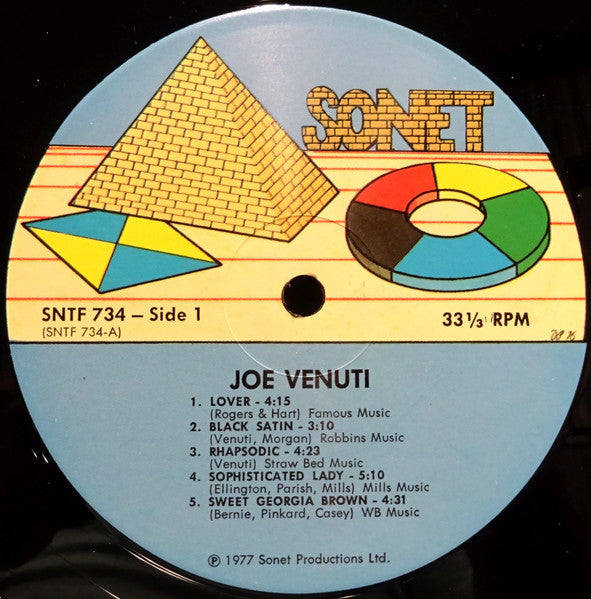 SONET
SNTF 734 – Side 1
(SNTF 734-A)
33 1/3 RPM
JOE VENUTI
1. LOVER - 4:15
(Rogers & Hart) Famous Music
2. BLACK SATIN - 3:10
(Venuti, Morgan) Robbins Music
3. RHAPSODIC - 4:23
(Venuti) Straw Bed Music
4. SOPHISTICATED LADY - 5:10
(Ellington, Parish, Mills) Mills Music
5. SWEET GEORGIA BROWN - 4:31
(Bernie, Pinkard, Casey) WB Music
℗ 1977 Sonet Productions Ltd.